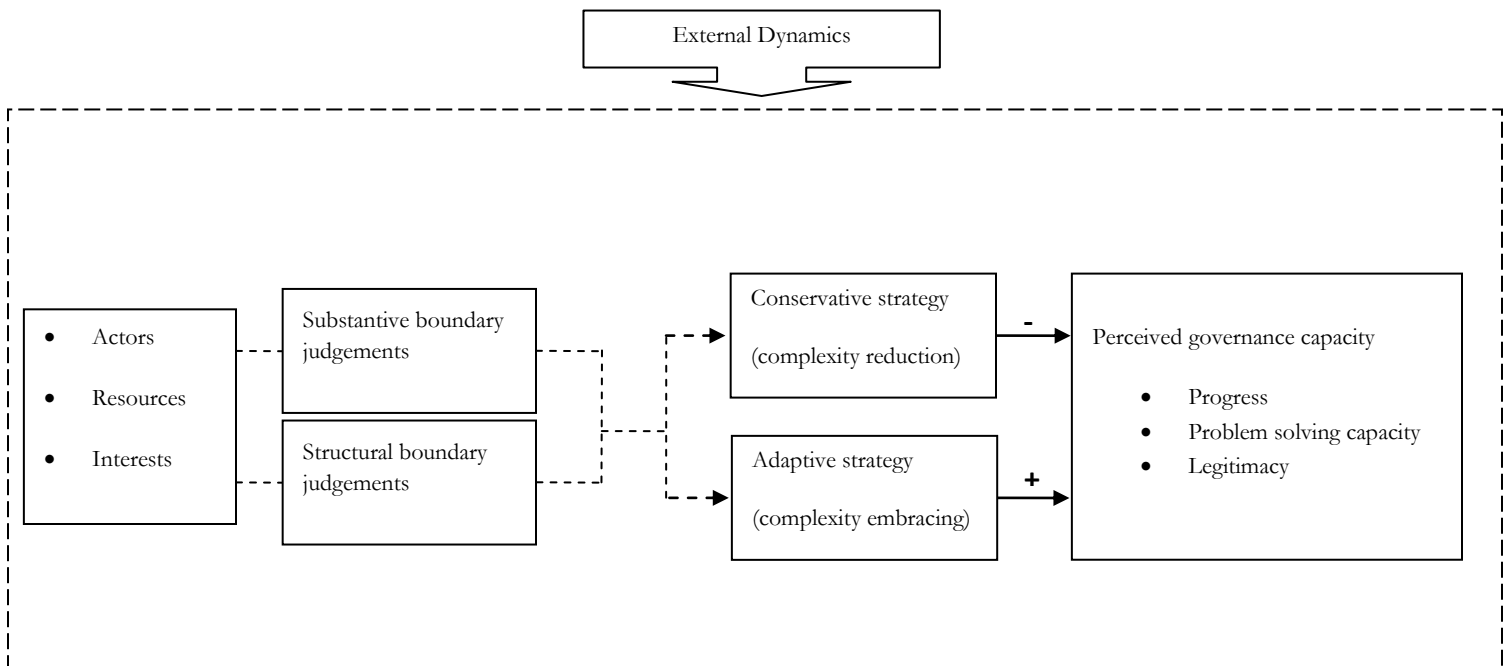 External Dynamics
• Actors
• Resources
• Interests
Substantive boundary
judgements
Structural boundary
judgements
Conservative strategy
(complexity reduction)
Adaptive strategy
(complexity embracing)
-
+
Perceived governance capacity
• Progress
• Problem solving capacity
• Legitimacy